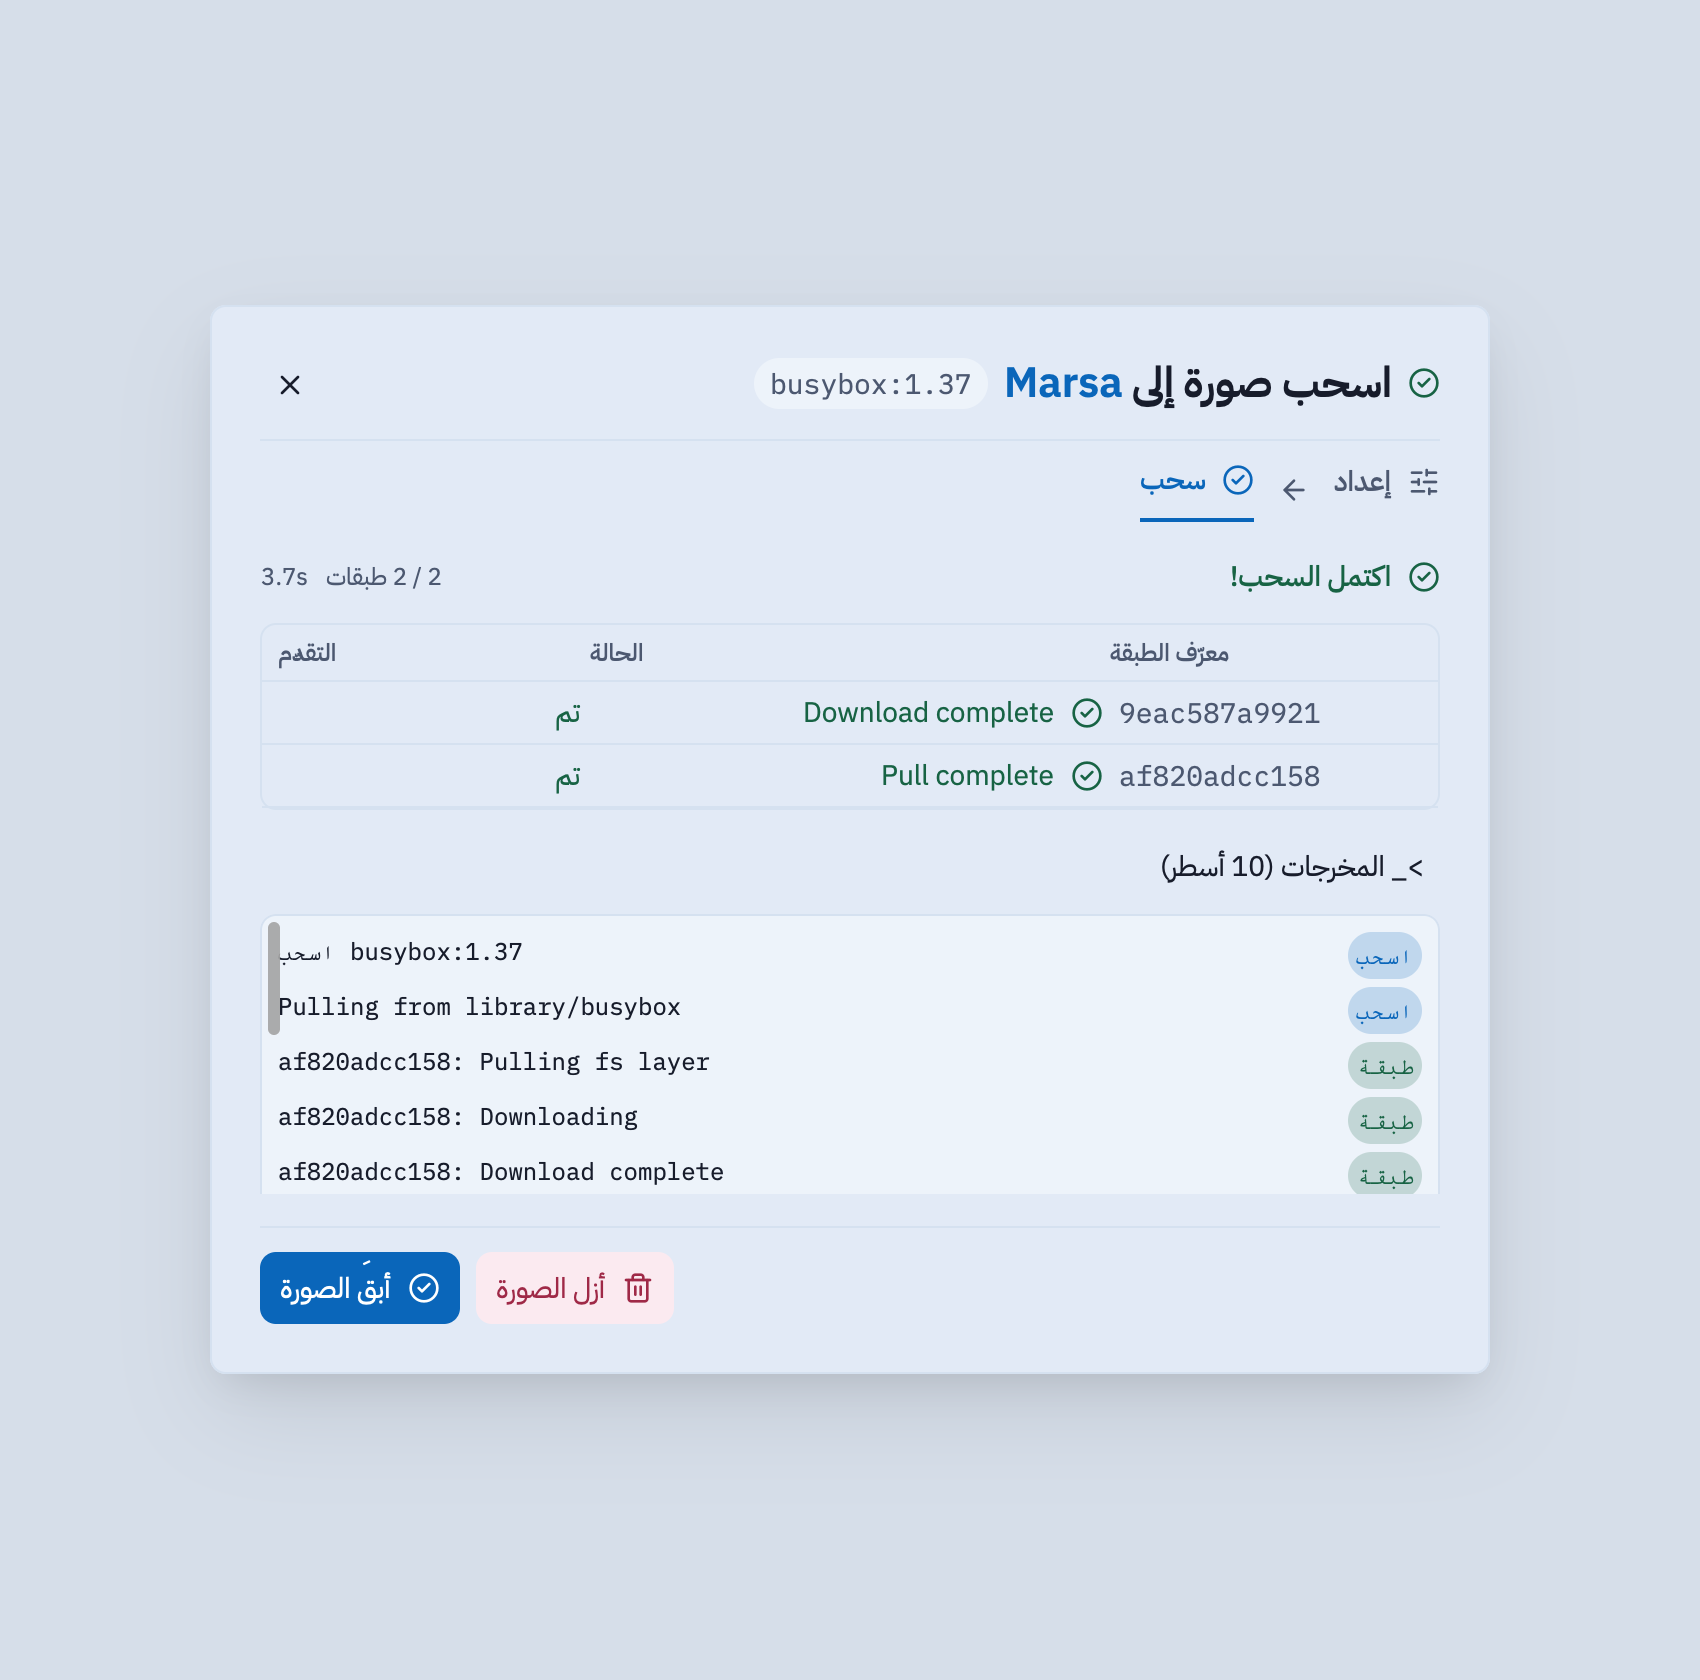 اسحب صورة إلى Marsa busybox:1.37
إعداد ← سحب
اكتمل السحب!
2 / 2 طبقات 3.7s
معرّف الطبقة الحالة التقدّم
9eac587a9921 Download complete تم
af820adcc158 Pull complete تم
>_ المخرجات (10 أسطر)
اسحب اسحب busybox:1.37
اسحب Pulling from library/busybox
طبقة af820adcc158: Pulling fs layer
طبقة af820adcc158: Downloading
طبقة af820adcc158: Download complete
أزل الصورة
أبقَ الصورة